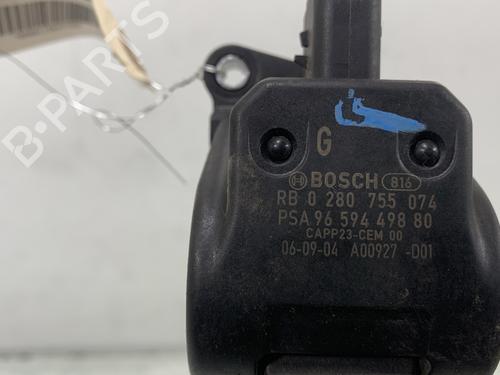 G
BOSCH 816
RB 0 280 755 074
PSA 96 594 498 80
CAPP23-CEM 00
06-09-04 A00927 -D01
B-PARTS